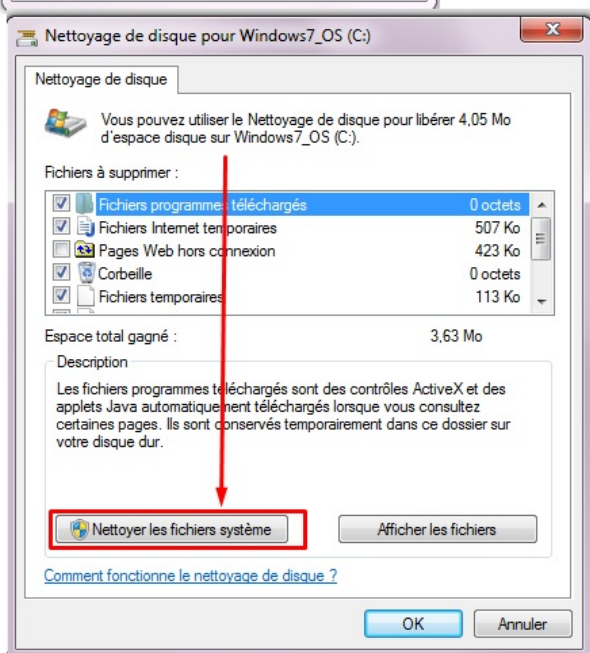 Nettoyage de disque pour Windows7_OS (C:)
Nettoyage de disque
Vous pouvez utiliser le Nettoyage de disque pour libérer 4,05 Mo
d'espace disque sur Windows7_OS (C:).
Fichiers à supprimer :
Fichiers programmes téléchargés 0 octets
Fichiers Internet temporaires 507 Ko
Pages Web hors connexion 423 Ko
Corbeille 0 octets
Fichiers temporaires 113 Ko
Espace total gagné : 3,63 Mo
Description
Les fichiers programmes téléchargés sont des contrôles ActiveX et des
applets Java automatiquement téléchargés lorsque vous consultez
certaines pages. Ils sont conservés temporairement dans ce dossier sur
votre disque dur.
Nettoyer les fichiers système Afficher les fichiers
Comment fonctionne le nettoyage de disque ?
OK Annuler